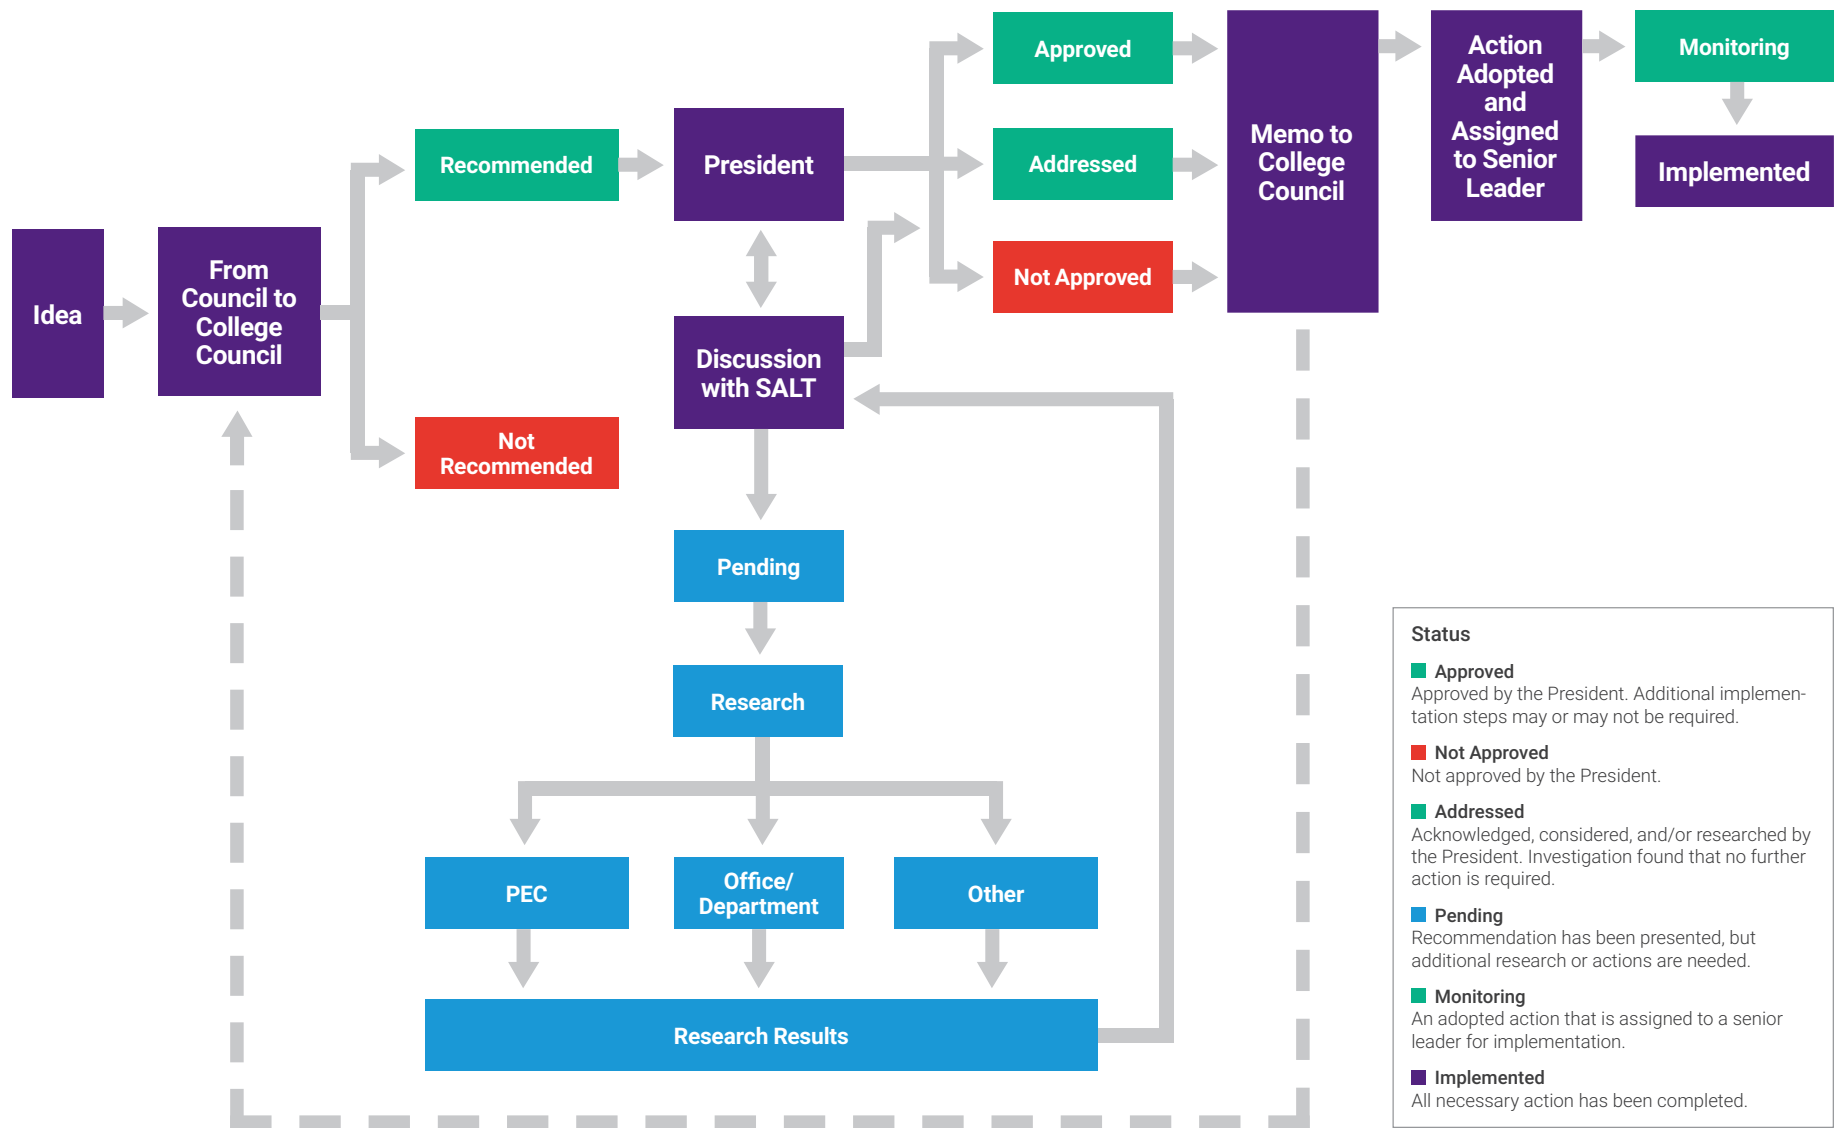 Idea
From
Council to
College
Council
Recommended
Not
Recommended
President
Discussion
with SALT
Pending
Research
PEC
Office/
Department
Other
Research Results
Approved
Addressed
Not Approved
Memo to
College
Council
Action
Adopted
and
Assigned
to Senior
Leader
Monitoring
Implemented
Status
Approved
Approved by the President. Additional implemen-
tation steps may or may not be required.
Not Approved
Not approved by the President.
Addressed
Acknowledged, considered, and/or researched by
the President. Investigation found that no further
action is required.
Pending
Recommendation has been presented, but
additional research or actions are needed.
Monitoring
An adopted action that is assigned to a senior
leader for implementation.
Implemented
All necessary action has been completed.